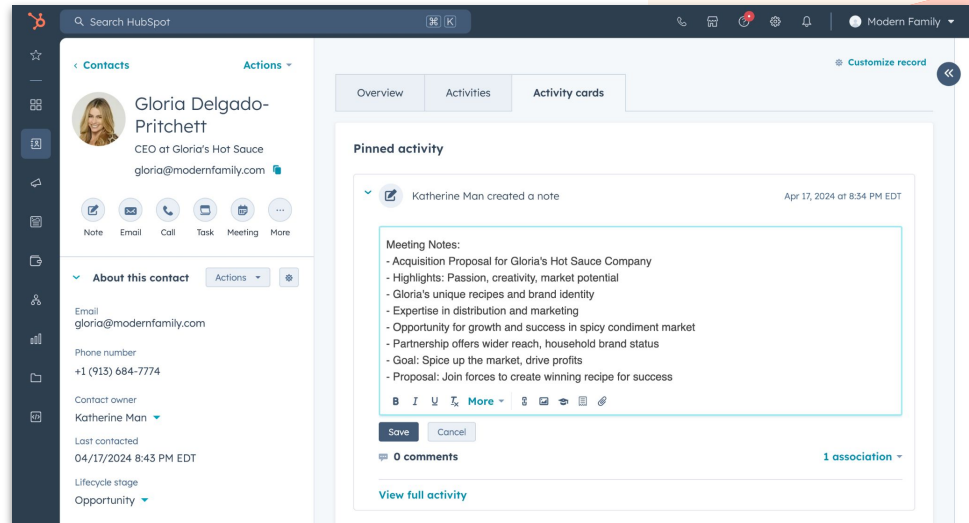 Search HubSpot
⌘ K
Modern Family
Contacts
Actions
Gloria Delgado-
Pritchett
CEO at Gloria's Hot Sauce
gloria@modernfamily.com
Note Email Call Task Meeting More
About this contact
Actions
Email
gloria@modernfamily.com
Phone number
+1 (913) 684-7774
Contact owner
Katherine Man
Last contacted
04/17/2024 8:43 PM EDT
Lifecycle stage
Opportunity
Customize record
Overview Activities Activity cards
Pinned activity
Katherine Man created a note
Apr 17, 2024 at 8:34 PM EDT
Meeting Notes:
- Acquisition Proposal for Gloria's Hot Sauce Company
- Highlights: Passion, creativity, market potential
- Gloria's unique recipes and brand identity
- Expertise in distribution and marketing
- Opportunity for growth and success in spicy condiment market
- Partnership offers wider reach, household brand status
- Goal: Spice up the market, drive profits
- Proposal: Join forces to create winning recipe for success
B I U Tx More
Save Cancel
0 comments
1 association
View full activity